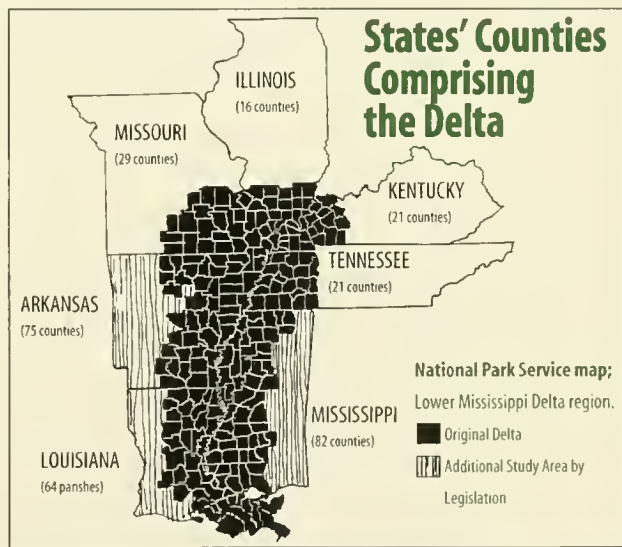 States' Counties
Comprising
the Delta
ILLINOIS
(16 counties)
MISSOURI
(29 counties)
KENTUCKY
(21 counties)
TENNESSEE
(21 counties)
ARKANSAS
(75 counties)
MISSISSIPPI
(82 counties)
LOUISIANA
(64 parishes)
National Park Service map;
Lower Mississippi Delta region.
Original Delta
Additional Study Area by
Legislation